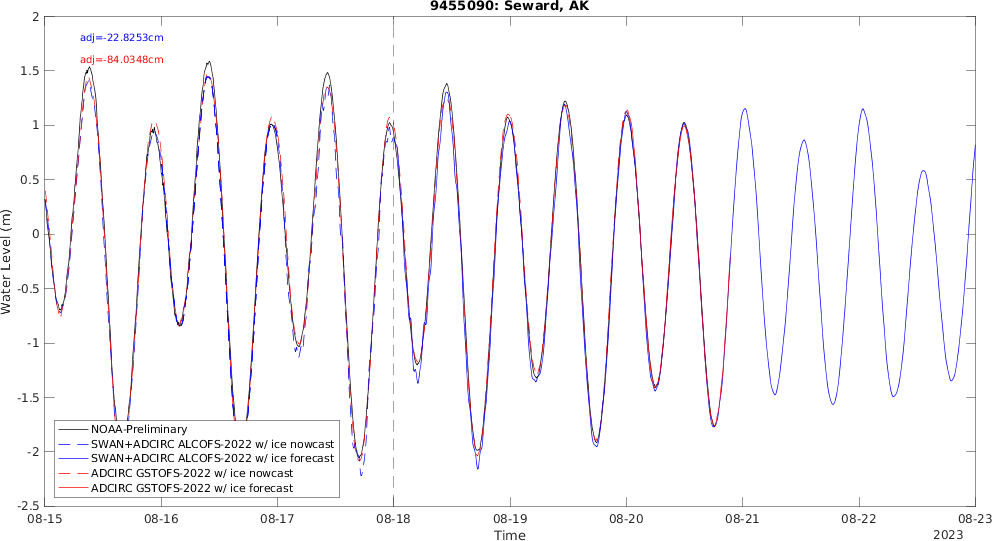 9455090: Seward, AK
adj=-22.8253cm
adj=-84.0348cm
Water Level (m)
2
1.5
1
0.5
0
-0.5
-1
-1.5
-2
-2.5
NOAA-Preliminary
SWAN+ADCIRC ALCOFS-2022 w/ ice nowcast
SWAN+ADCIRC ALCOFS-2022 w/ ice forecast
ADCIRC GSTOFS-2022 w/ ice nowcast
ADCIRC GSTOFS-2022 w/ ice forecast
08-15 08-16 08-17 08-18 08-19 08-20 08-21 08-22 08-23
Time
2023